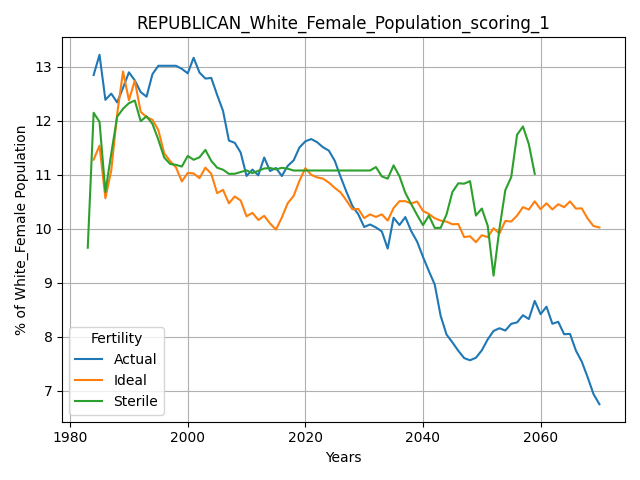 REPUBLICAN_White_Female_Population_scoring_1
% of White_Female Population
13
12
11
10
9
8
7
Fertility
Actual
Ideal
Sterile
1980 2000 2020 2040 2060
Years